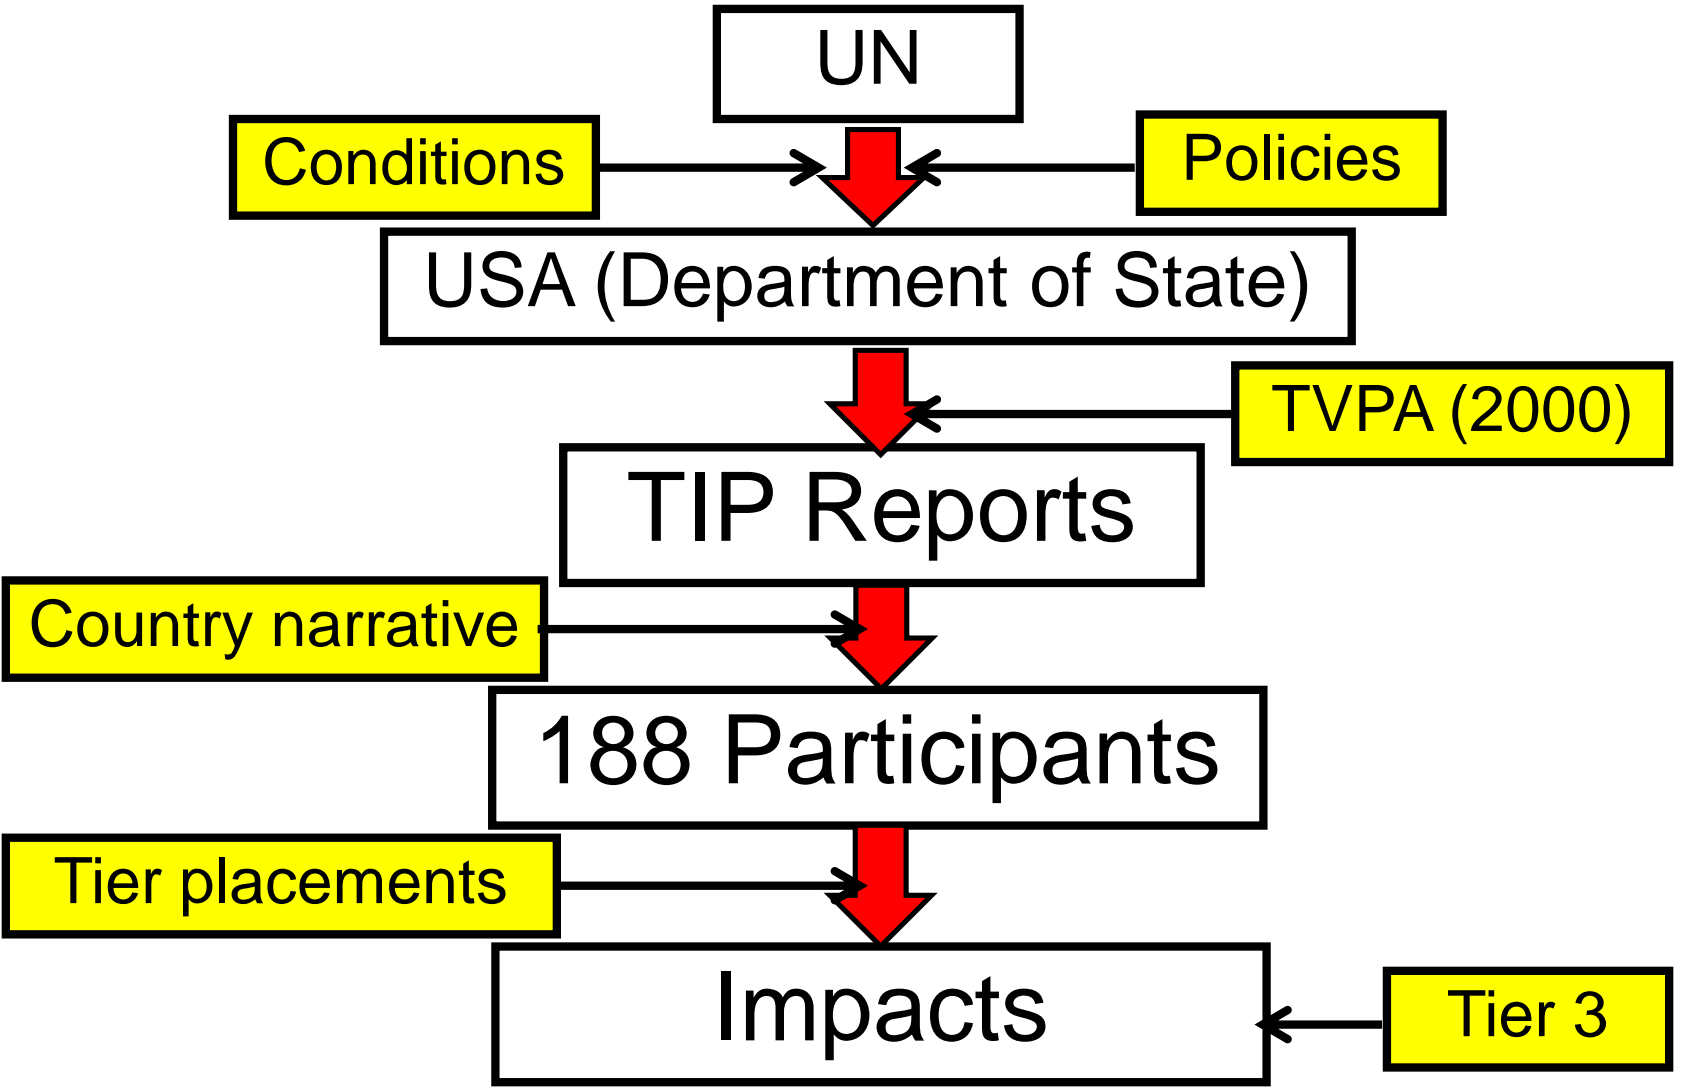 UN
Conditions
Policies
USA (Department of State)
TVPA (2000)
TIP Reports
Country narrative
188 Participants
Tier placements
Impacts
Tier 3